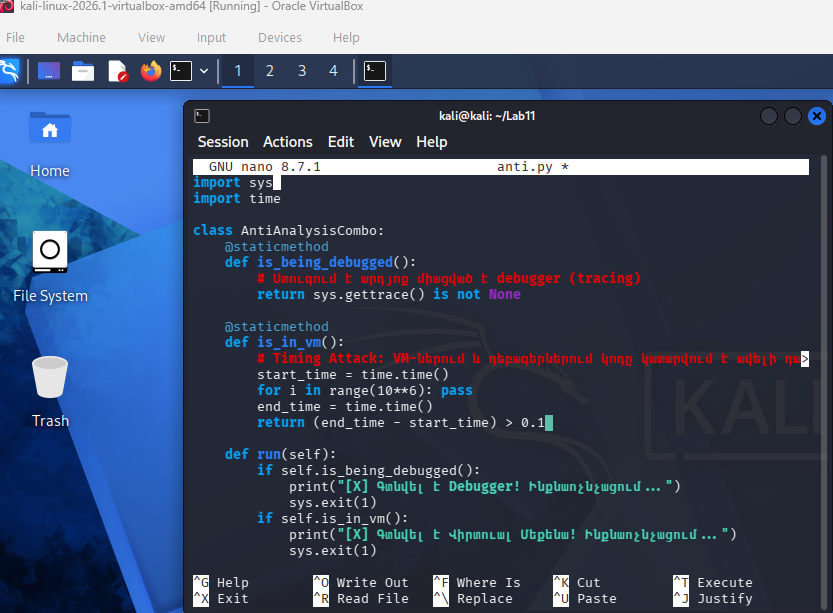 kali-linux-2026.1-virtualbox-amd64 [Running] - Oracle VirtualBox
File Machine View Input Devices Help
1 2 3 4
Home
File System
Trash
kali@kali: ~/Lab11
Session Actions Edit View Help
GNU nano 8.7.1 anti.py *
import sys
import time
class AntiAnalysisCombo:
@staticmethod
def is_being_debugged():
# Ստուգում է արդյոք միացված է debugger (tracing)
return sys.gettrace() is not None
@staticmethod
def is_in_vm():
# Timing Attack: VM-ներում և դեբագերներում կոդը կատարվում է ավելի դա>
start_time = time.time()
for i in range(10**6): pass
end_time = time.time()
return (end_time - start_time) > 0.1
def run(self):
if self.is_being_debugged():
print("[X] Գտնվել է Debugger! Ինքնաոչնչացում...")
sys.exit(1)
if self.is_in_vm():
print("[X] Գտնվել է Վիրտուալ Մեքենա! Ինքնաոչնչացում...")
sys.exit(1)
^G Help ^O Write Out ^F Where Is ^K Cut ^T Execute
^X Exit ^R Read File ^\ Replace ^U Paste ^J Justify
KALI